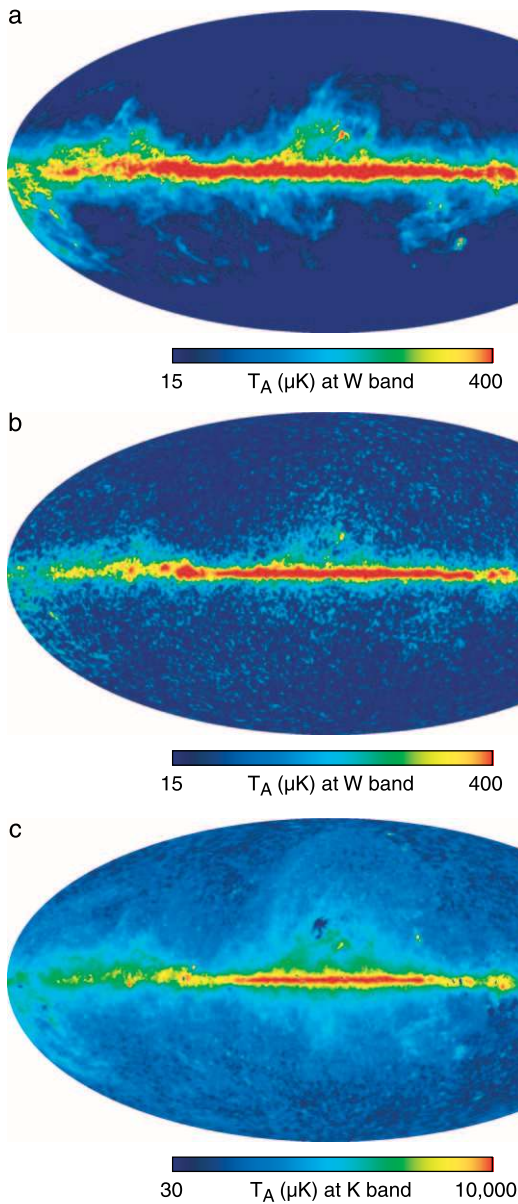 a
15 T_A (μK) at W band 400
b
15 T_A (μK) at W band 400
c
30 T_A (μK) at K band 10,000